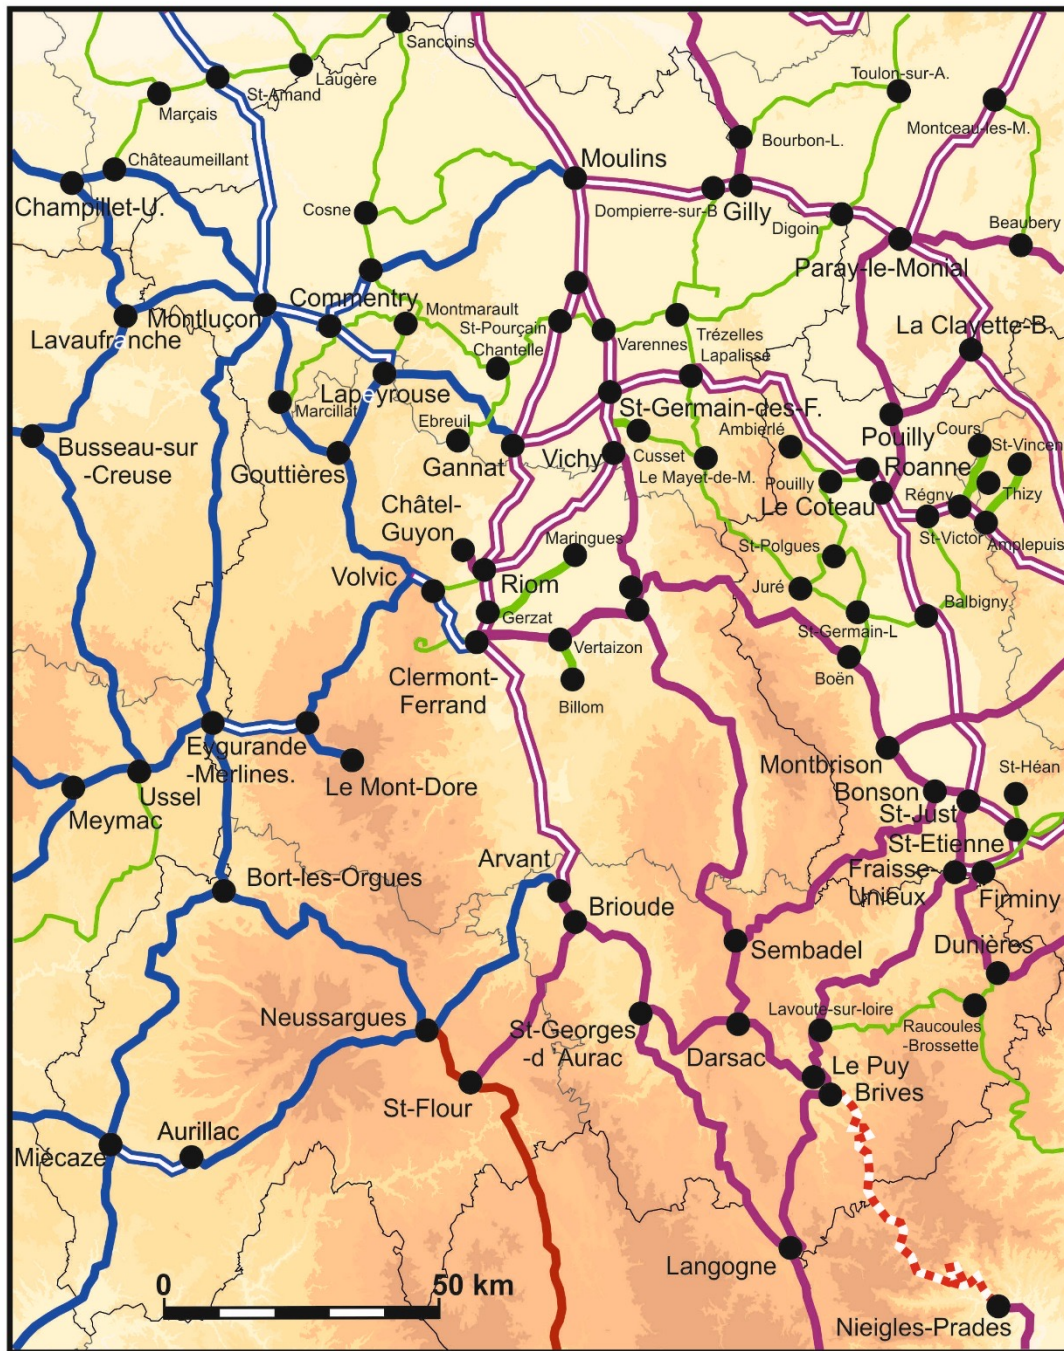 Sancoins
Laugère
St-Amand
Marçais
Toulon-sur-A.
Montceau-les-M.
Bourbon-L.
Châteaumeillant
Moulins
Champillet-U.
Cosne
Dompierre-sur-B
Gilly
Digoin
Beaubery
Paray-le-Monial
Commentry
Montluçon
Montmarault
St-Pourçain
Chantelle
Varennes
Trézelles
Lapalisse
La Clayette-B.
Lavaufranche
Lapeyrouse
Marcillat
Ebreuil
St-Germain-des-F.
Ambierlé
Pouilly
Cours
St-Vincent
Busseau-sur
-Creuse
Gouttières
Gannat
Vichy
Cusset
Le Mayet-de-M.
Pouilly
Roanne
Le Coteau
Régny
Thizy
St-Victor
Amplepuis
Châtel-
Guyon
Maringues
St-Polgues
Volvic
Riom
Juré
Gerzat
Balbigny
St-Germain-L
Vertaizon
Boën
Clermont-
Ferrand
Billom
Eygurande
-Merlines.
Le Mont-Dore
Montbrison
St-Héan
Ussel
Meymac
Bonson
St-Just
St-Etienne
Arvant
Fraisse-
Unieux
Firminy
Bort-les-Orgues
Brioude
Sembadel
Dunières
Neussargues
St-Georges
-d 'Aurac
Lavoute-sur-loire
Raucoules
-Brossette
Darsac
Le Puy
Brives
St-Flour
Aurillac
Miécaze
Langogne
0 50 km
Nieigles-Prades